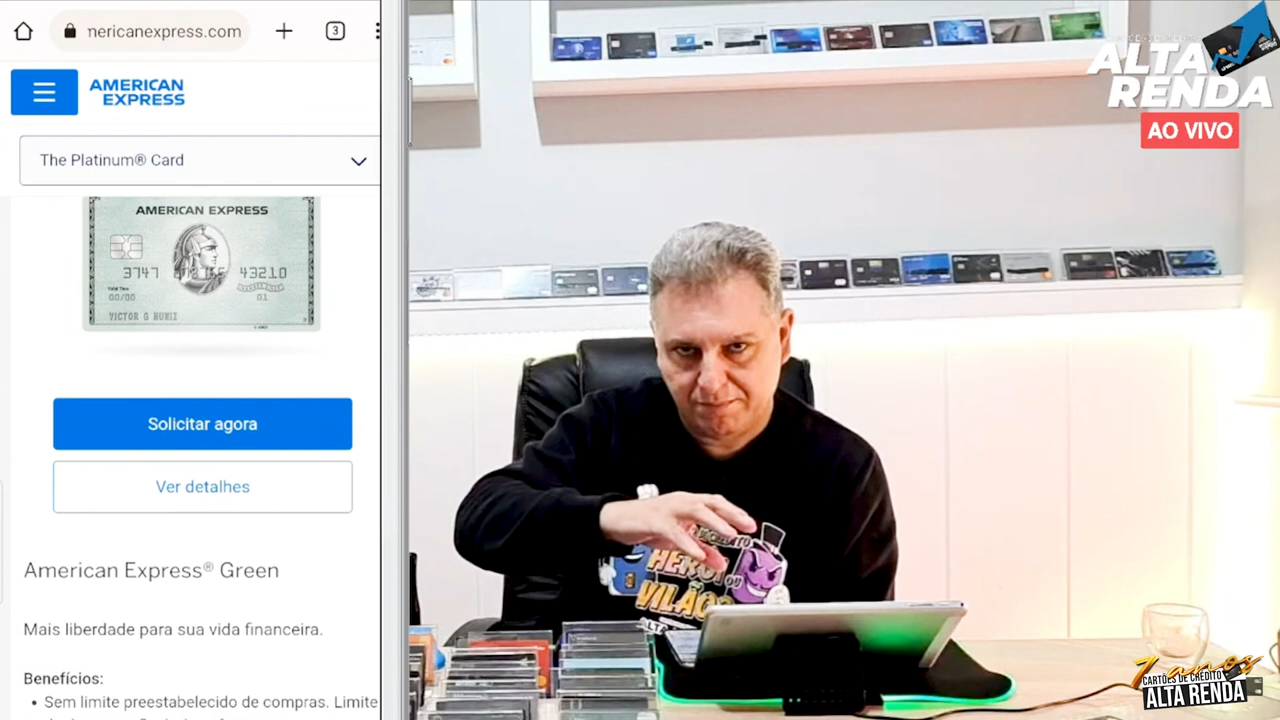 nericanexpress.com
3
AMERICAN
EXPRESS
The Platinum® Card
AMERICAN EXPRESS
3747
43210
00/00
01
VICTOR G MUNIZ
Solicitar agora
Ver detalhes
American Express® Green
Mais liberdade para sua vida financeira.
Benefícios:
• Sem limite preestabelecido de compras. Limite
ALTA
RENDA
AO VIVO
HERÓI OU
VILÃO?
7 anos
CARTÕES DE CRÉDITO
ALTA RENDA